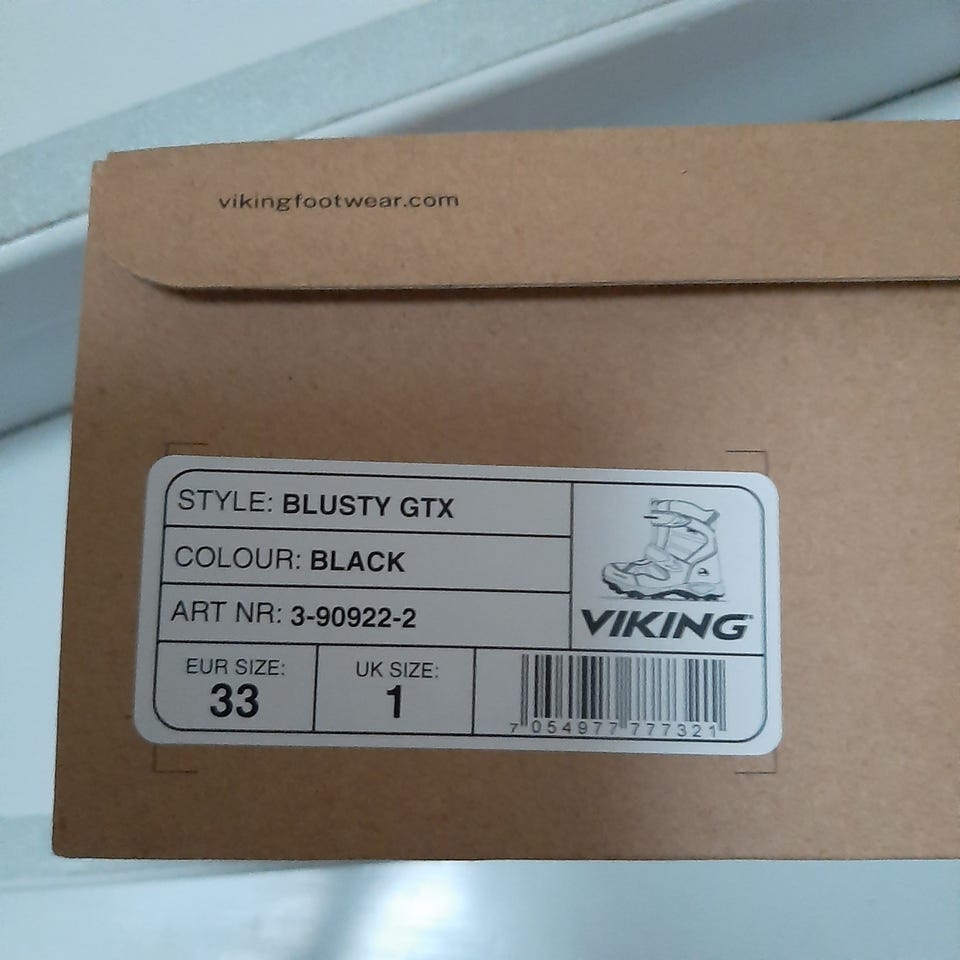 vikingfootwear.com
STYLE: BLUSTY GTX
COLOUR: BLACK
ART NR: 3-90922-2
VIKING®
EUR SIZE:
33
UK SIZE:
1
7 054977 777321